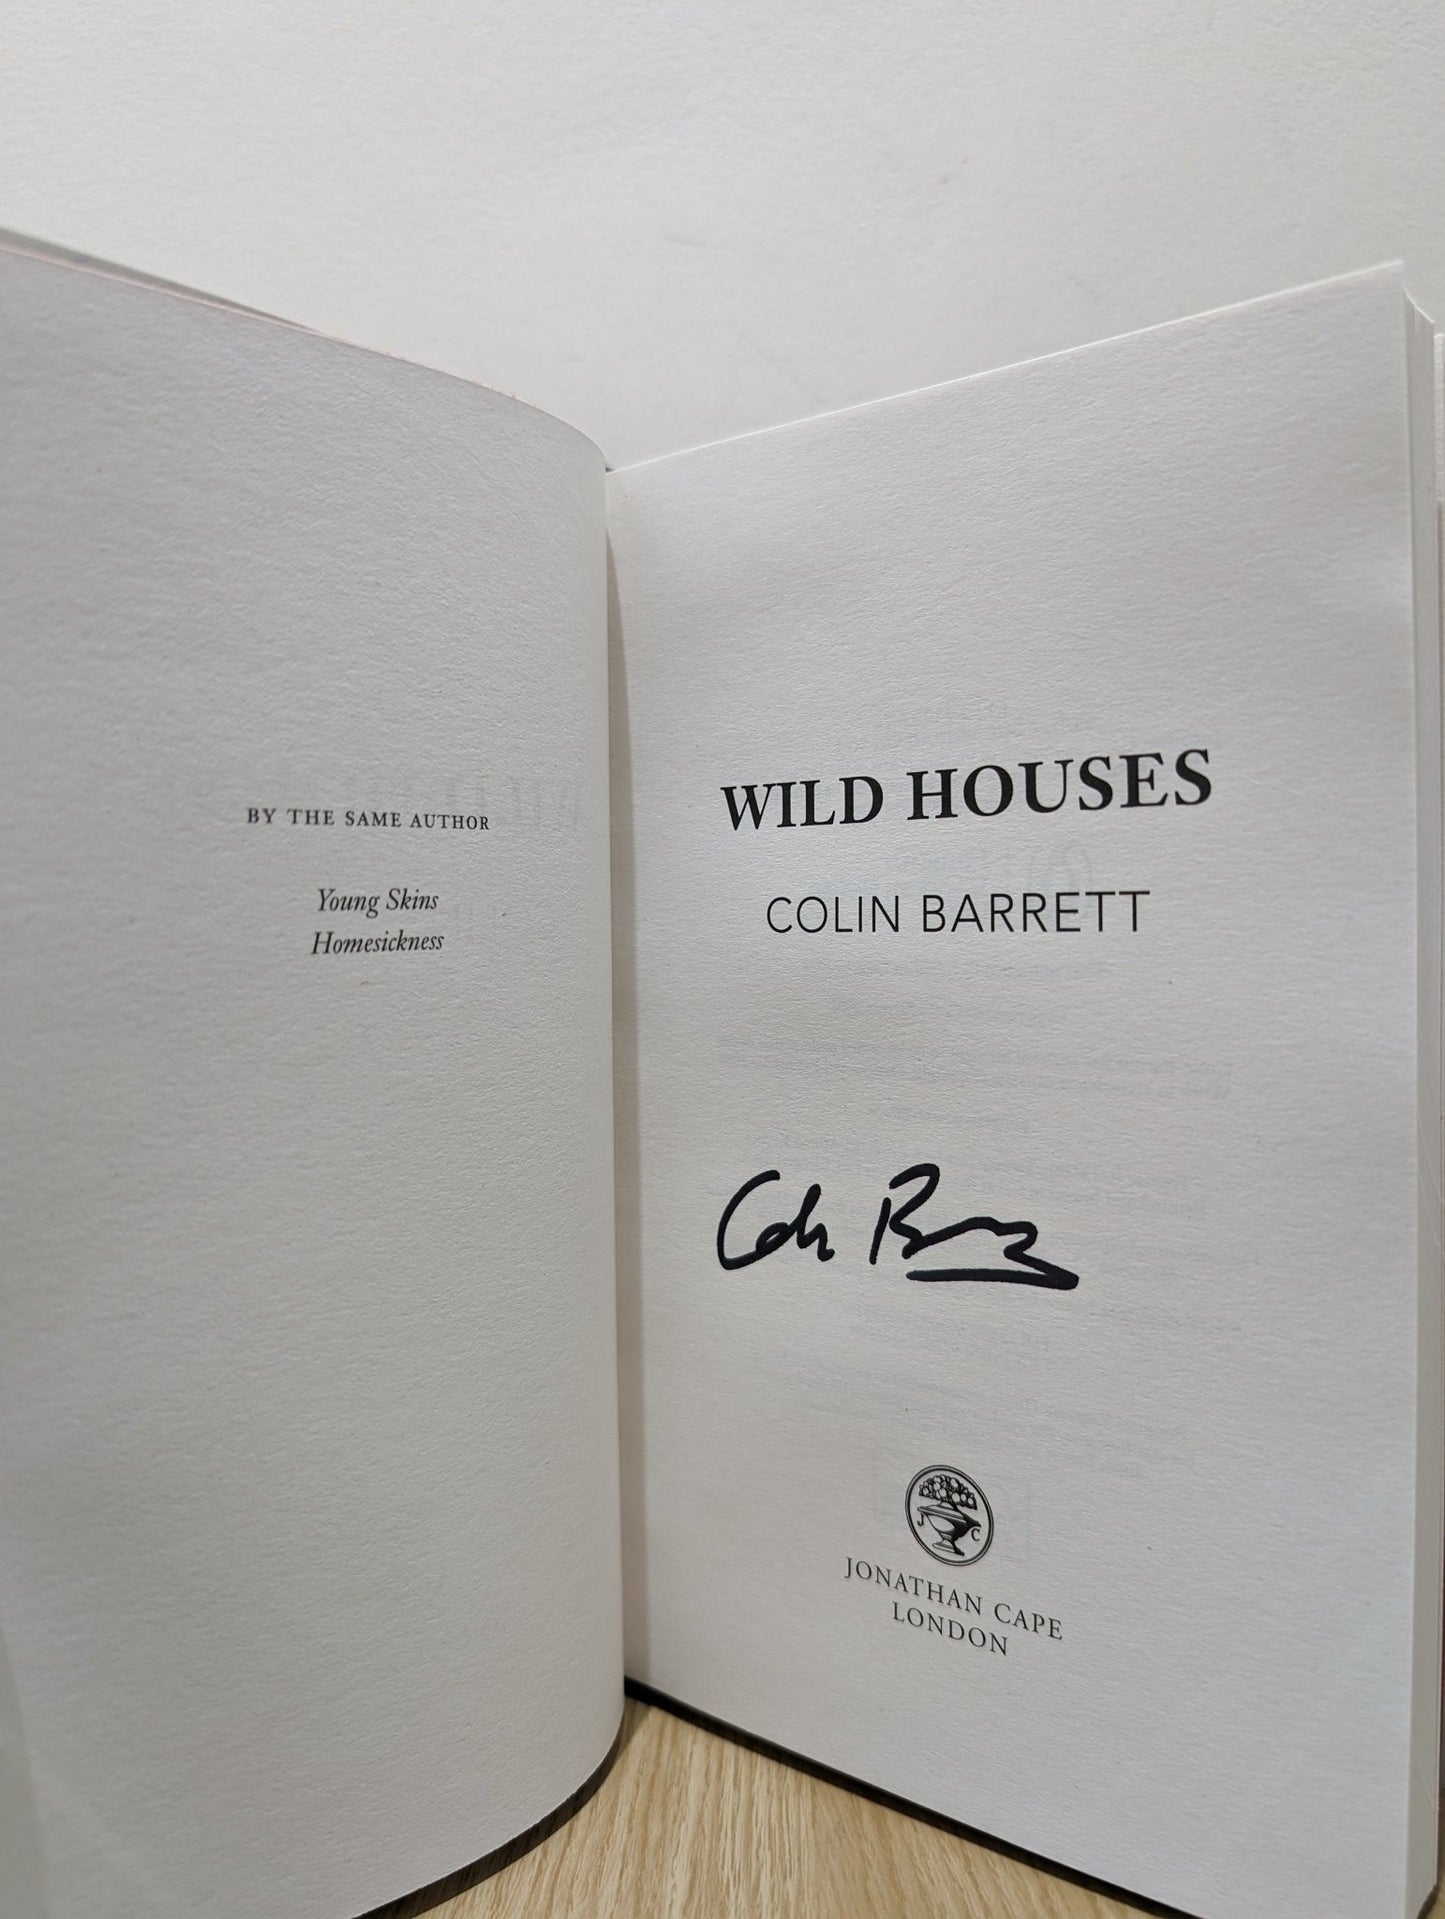 BY THE SAME AUTHOR
Young Skins
Homesickness
WILD HOUSES
COLIN BARRETT
J C
JONATHAN CAPE
LONDON